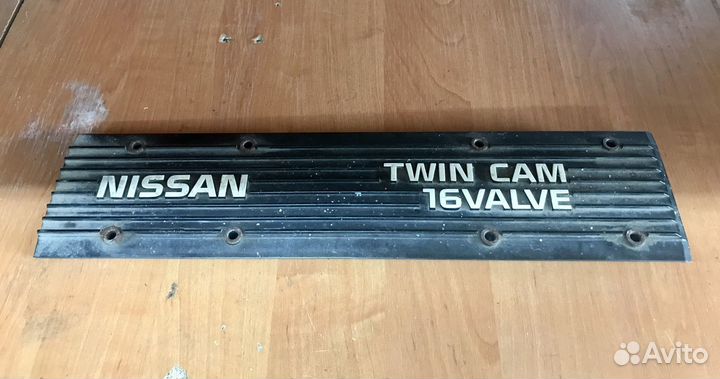 NISSAN
TWIN CAM
16VALVE
Avito